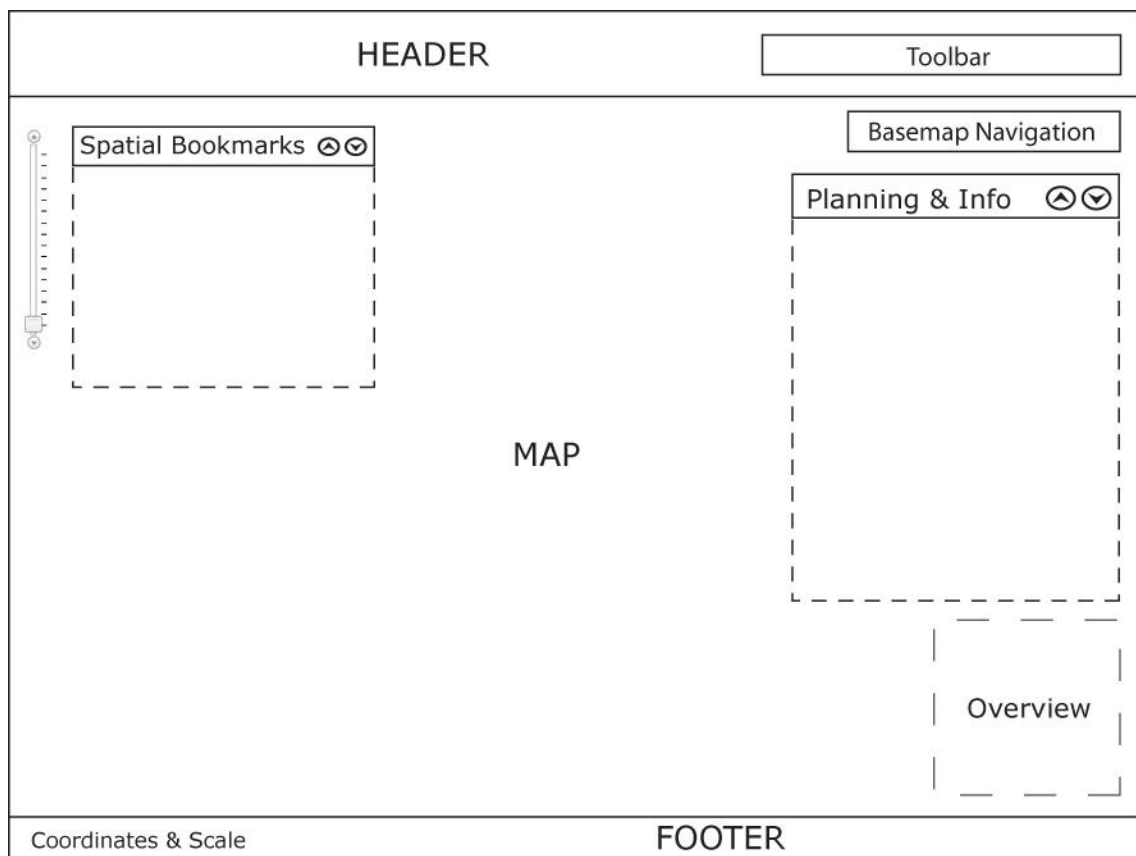 HEADER
Toolbar
Spatial Bookmarks
Basemap Navigation
Planning & Info
MAP
Overview
Coordinates & Scale
FOOTER